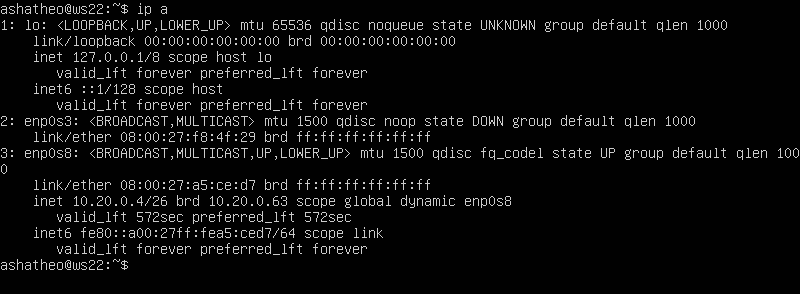 ashatheo@ws22:~$ ip a
1: lo: <LOOPBACK,UP,LOWER_UP> mtu 65536 qdisc noqueue state UNKNOWN group default qlen 1000
    link/loopback 00:00:00:00:00:00 brd 00:00:00:00:00:00
    inet 127.0.0.1/8 scope host lo
       valid_lft forever preferred_lft forever
    inet6 ::1/128 scope host
       valid_lft forever preferred_lft forever
2: enp0s3: <BROADCAST,MULTICAST> mtu 1500 qdisc noop state DOWN group default qlen 1000
    link/ether 08:00:27:f8:4f:29 brd ff:ff:ff:ff:ff:ff
3: enp0s8: <BROADCAST,MULTICAST,UP,LOWER_UP> mtu 1500 qdisc fq_codel state UP group default qlen 100
0
    link/ether 08:00:27:a5:ce:d7 brd ff:ff:ff:ff:ff:ff
    inet 10.20.0.4/26 brd 10.20.0.63 scope global dynamic enp0s8
       valid_lft 572sec preferred_lft 572sec
    inet6 fe80::a00:27ff:fea5:ced7/64 scope link
       valid_lft forever preferred_lft forever
ashatheo@ws22:~$